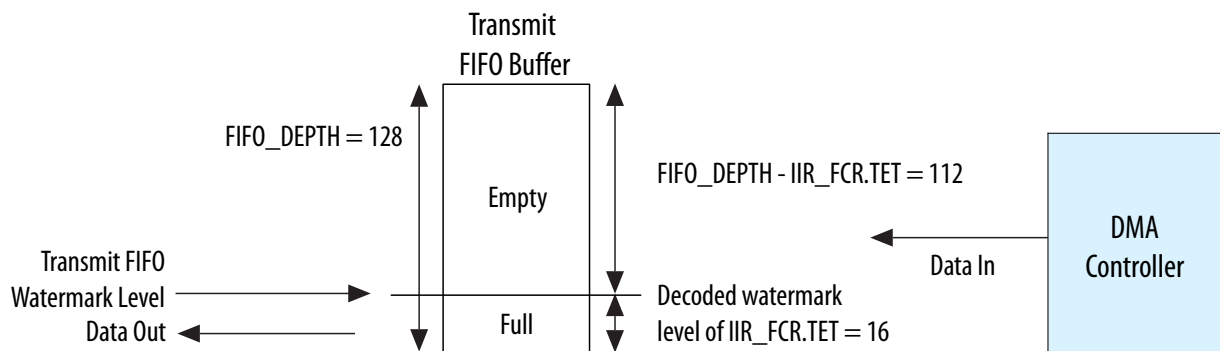 Transmit
FIFO Buffer
FIFO_DEPTH = 128
FIFO_DEPTH - IIR_FCR.TET = 112
Empty
DMA
Controller
Data In
Transmit FIFO
Watermark Level
Data Out
Decoded watermark
level of IIR_FCR.TET = 16
Full